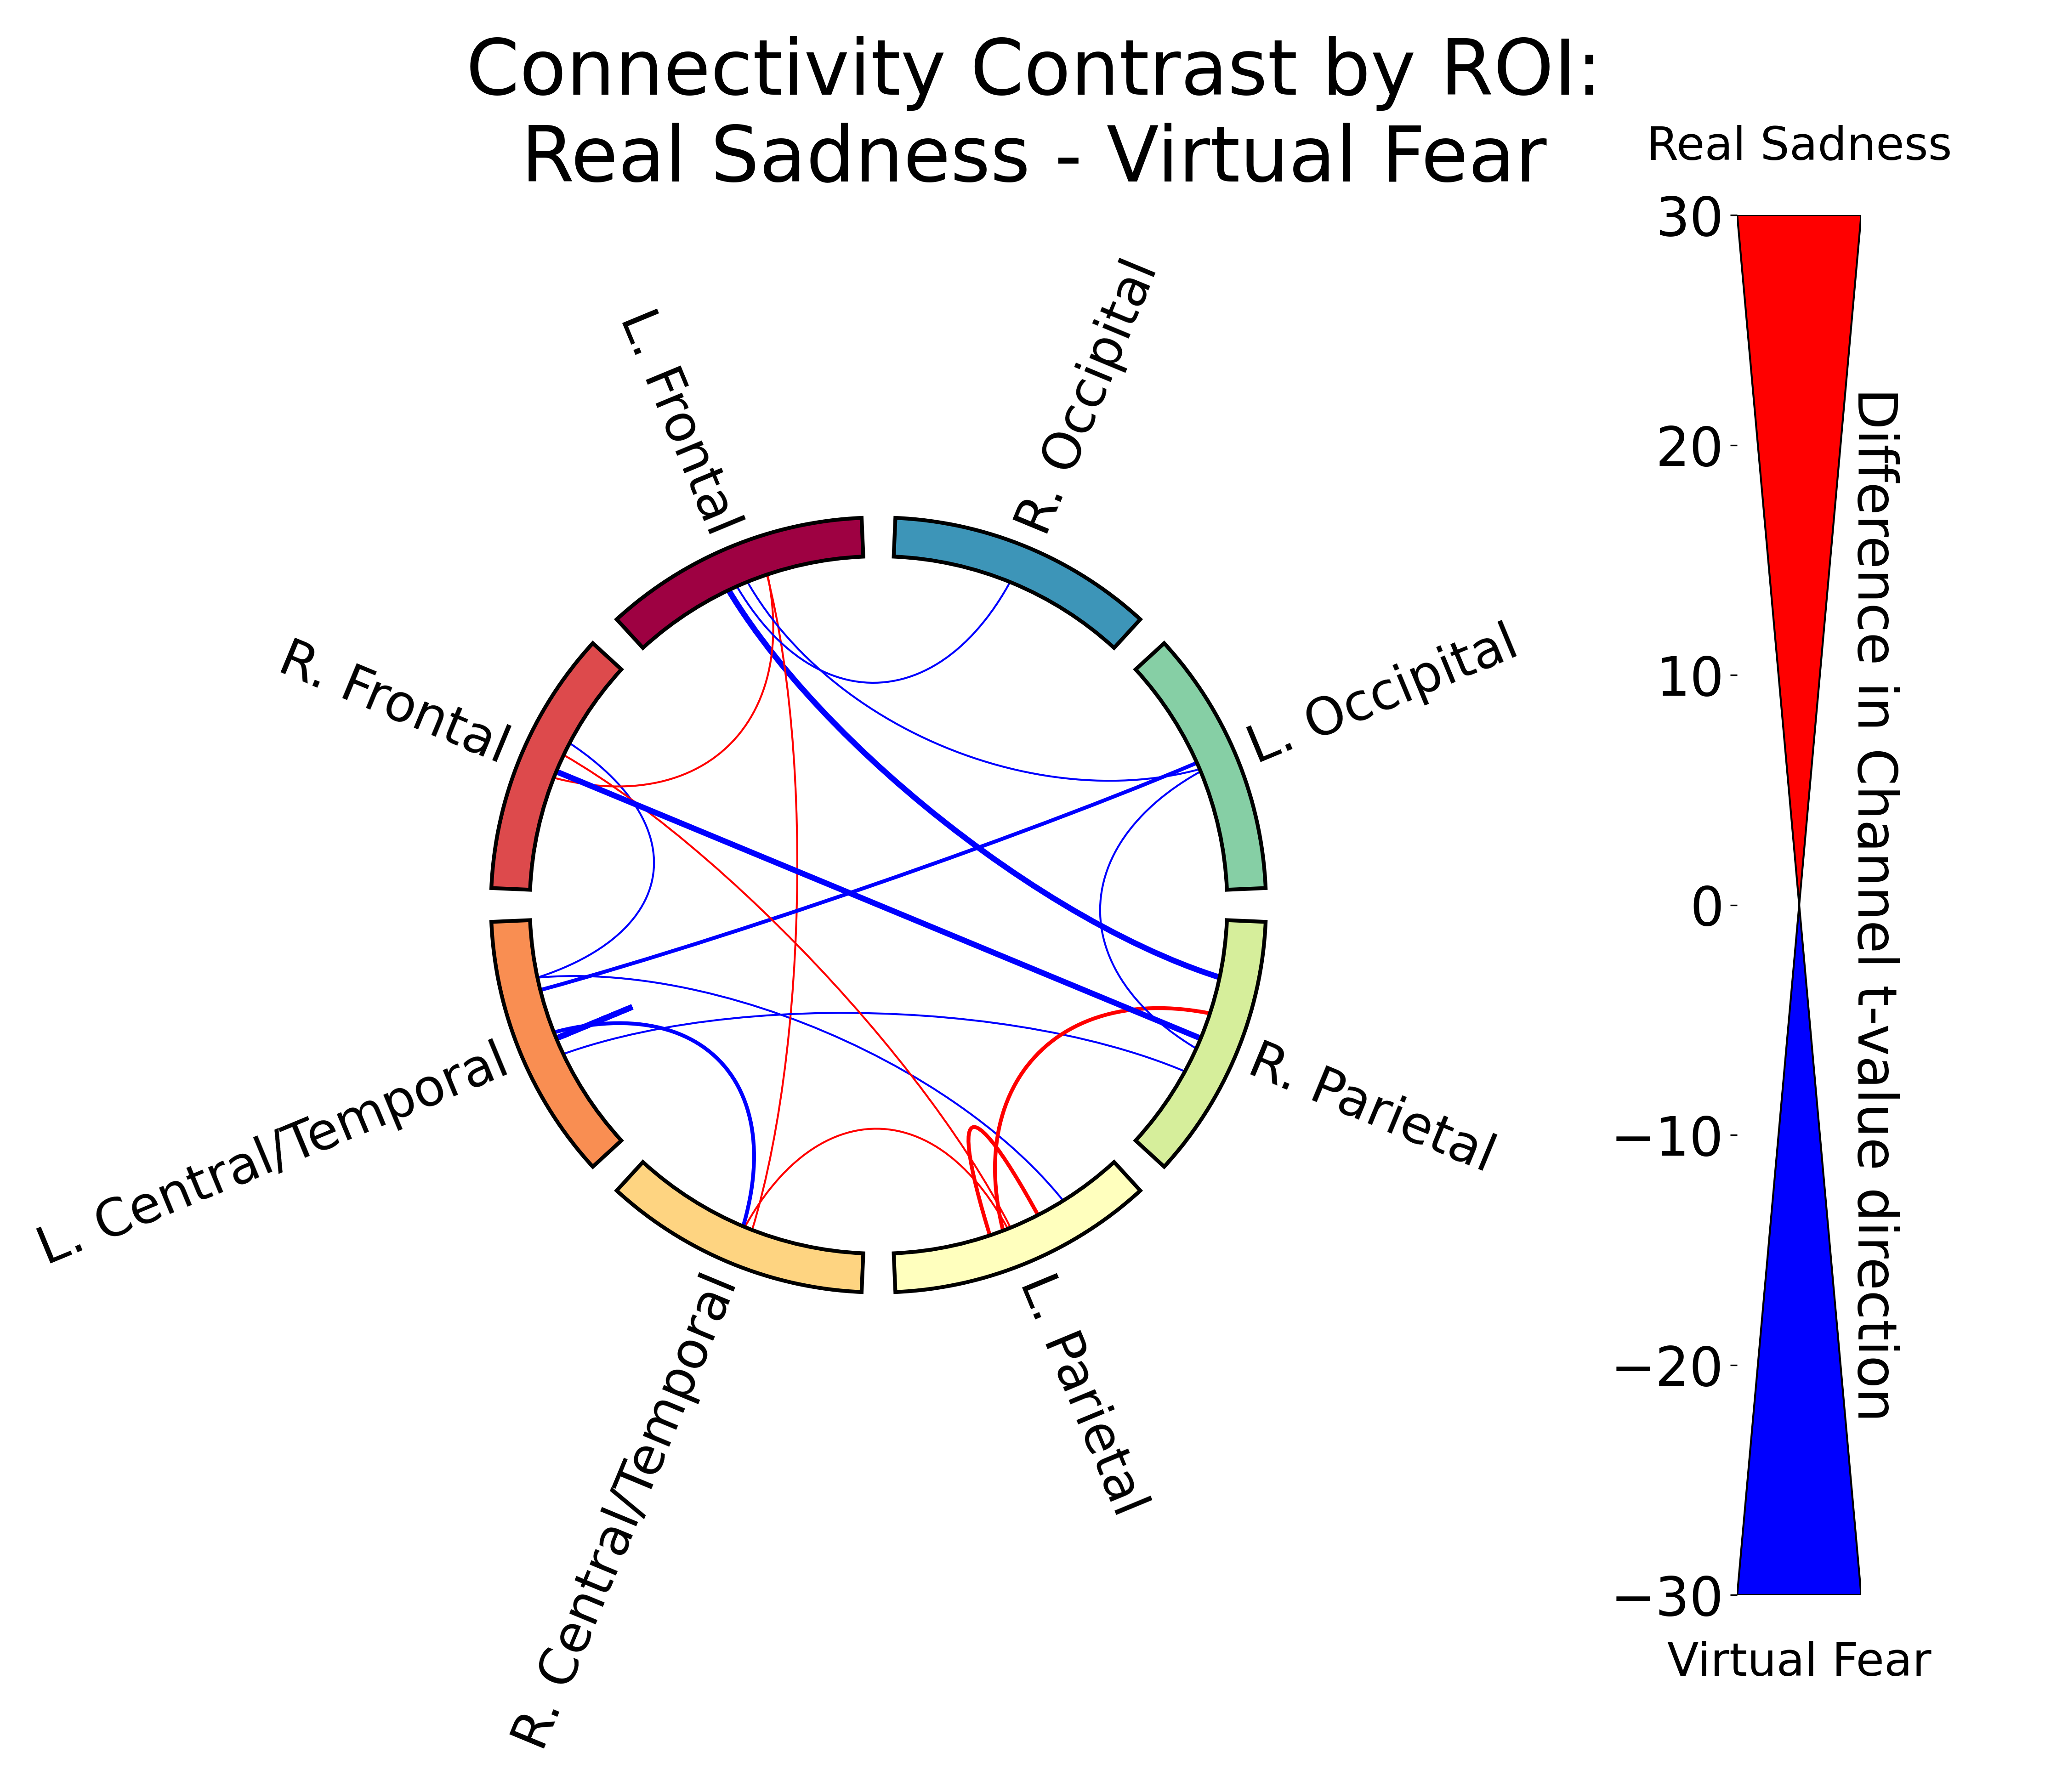 Connectivity Contrast by ROI:
Real Sadness - Virtual Fear
Real Sadness
30
20
10
0
−10
−20
−30
Virtual Fear
Difference in Channel t-value direction
L. Frontal
R. Occipital
R. Frontal
L. Occipital
L. Central/Temporal
R. Parietal
R. Central/Temporal
L. Parietal